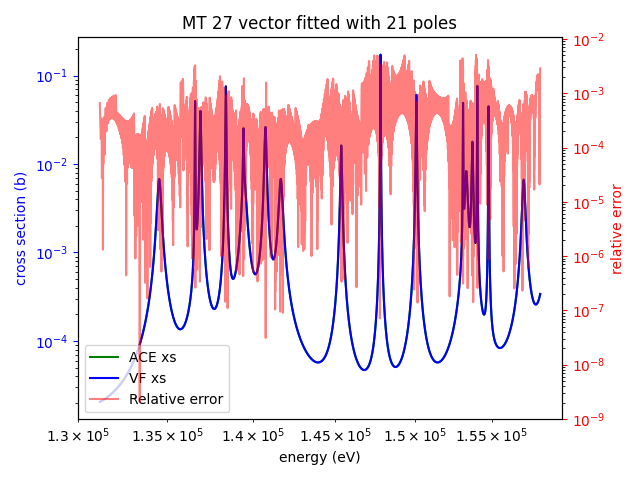 MT 27 vector fitted with 21 poles
cross section (b)
10⁻¹
10⁻²
10⁻³
10⁻⁴
10⁻²
10⁻³
10⁻⁴
10⁻⁵
10⁻⁶
10⁻⁷
10⁻⁸
10⁻⁹
relative error
ACE xs
VF xs
Relative error
1.3 × 10⁵ 1.35 × 10⁵ 1.4 × 10⁵ 1.45 × 10⁵ 1.5 × 10⁵ 1.55 × 10⁵
energy (eV)